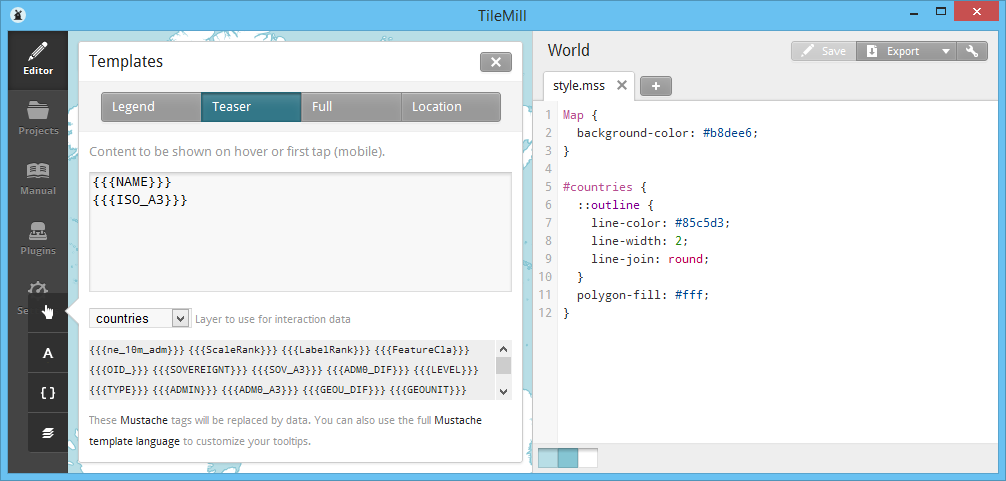 TileMill
Editor
Projects
Manual
Plugins
A
{ }
Templates
Legend Teaser Full Location
Content to be shown on hover or first tap (mobile).
{{{NAME}}}
{{{ISO_A3}}}
countries Layer to use for interaction data
{{{ne_10m_adm}}} {{{ScaleRank}}} {{{LabelRank}}} {{{FeatureCla}}}
{{{OID_}}} {{{SOVEREIGNT}}} {{{SOV_A3}}} {{{ADM0_DIF}}} {{{LEVEL}}}
{{{TYPE}}} {{{ADMIN}}} {{{ADM0_A3}}} {{{GEOU_DIF}}} {{{GEOUNIT}}}
These Mustache tags will be replaced by data. You can also use the full Mustache
template language to customize your tooltips.
World
Save Export
style.mss
1 Map {
2 background-color: #b8dee6;
3 }
4
5 #countries {
6 ::outline {
7 line-color: #85c5d3;
8 line-width: 2;
9 line-join: round;
10 }
11 polygon-fill: #fff;
12 }